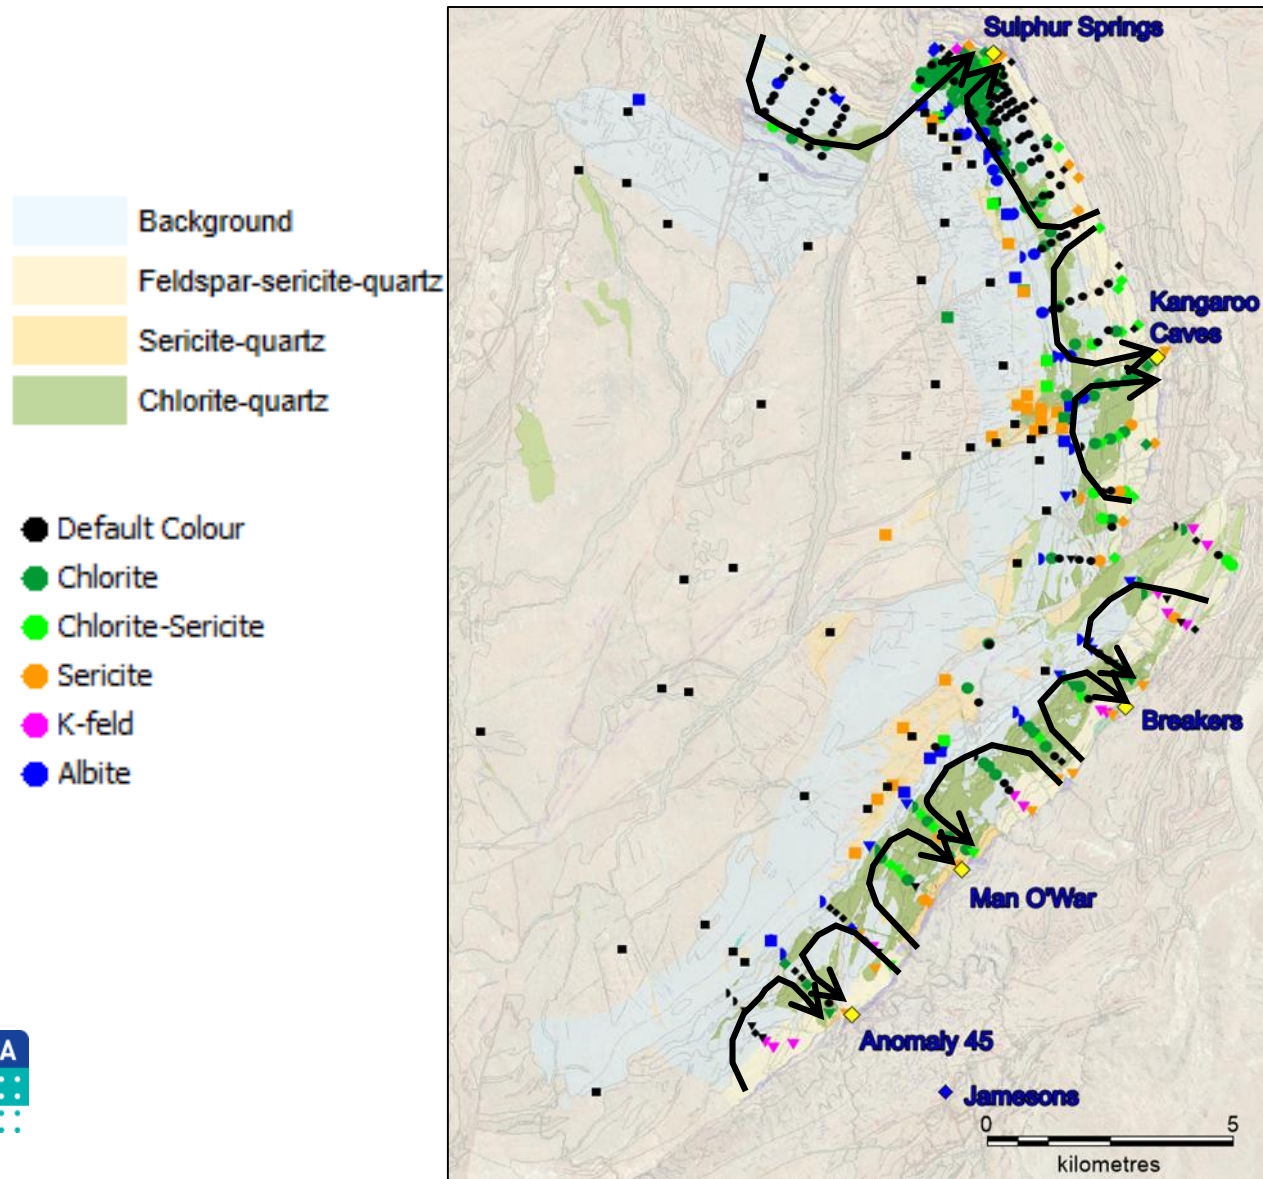 Sulphur Springs
Background
Feldspar-sericite-quartz
Kangaroo
Caves
Sericite-quartz
Chlorite-quartz
Default Colour
Chlorite
Chlorite-Sericite
Sericite
K-feld
Albite
Breakers
Man O'War
A
Anomaly 45
Jamesons
0 5
kilometres